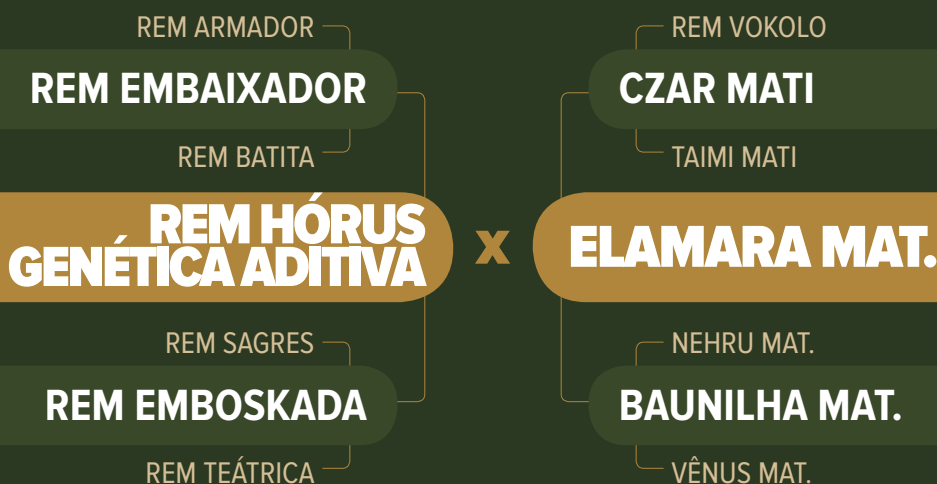 REM ARMADOR
REM EMBAIXADOR
REM BATITA
REM HÓRUS
GENÉTICA ADITIVA
REM SAGRES
REM EMBOSKADA
REM TEÁTRICA
X
REM VOKOLO
CZAR MATI
TAIMI MATI
ELAMARA MAT.
NEHRU MAT.
BAUNILHA MAT.
VÊNUS MAT.